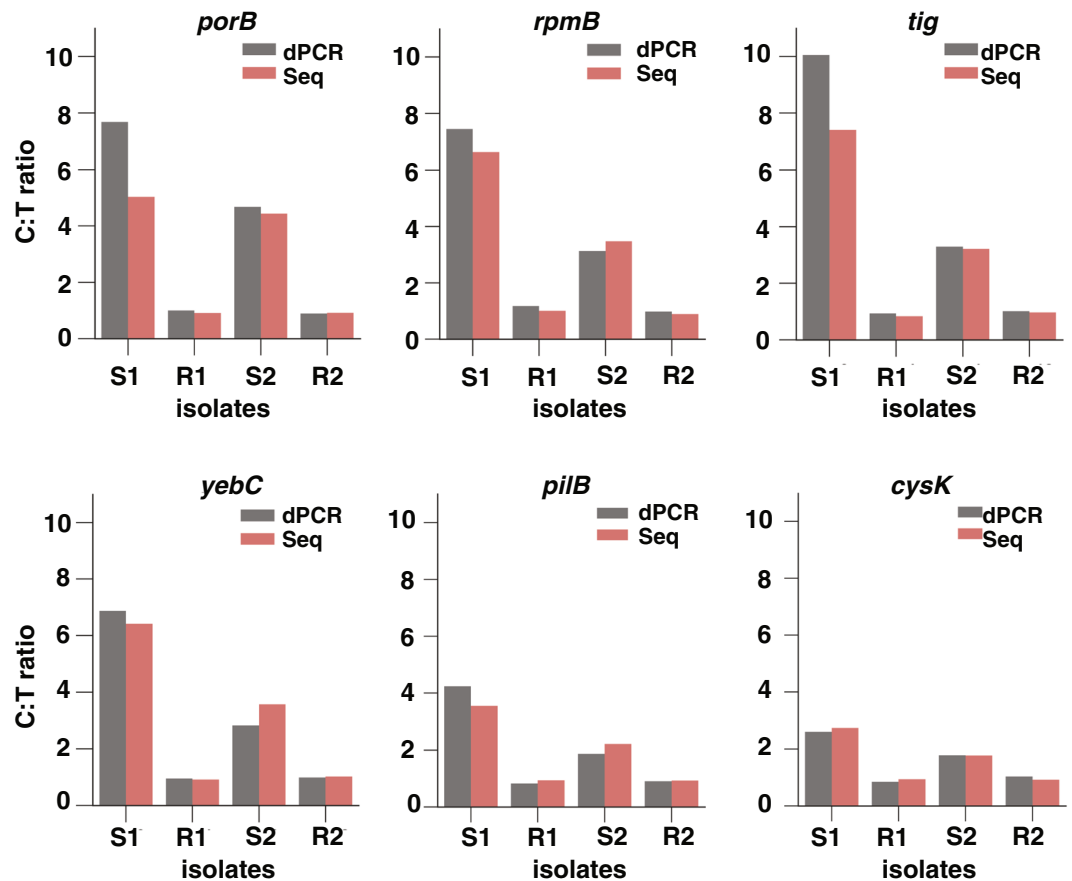 porB
dPCR
Seq
10
8
6
4
2
0
C:T ratio
S1 R1 S2 R2
isolates
rpmB
dPCR
Seq
10
8
6
4
2
0
S1 R1 S2 R2
isolates
tig
dPCR
Seq
10
8
6
4
2
0
S1 R1 S2 R2
isolates
yebC
dPCR
Seq
10
8
6
4
2
0
C:T ratio
S1 R1 S2 R2
isolates
pilB
dPCR
Seq
10
8
6
4
2
0
S1 R1 S2 R2
isolates
cysK
dPCR
Seq
10
8
6
4
2
0
S1 R1 S2 R2
isolates